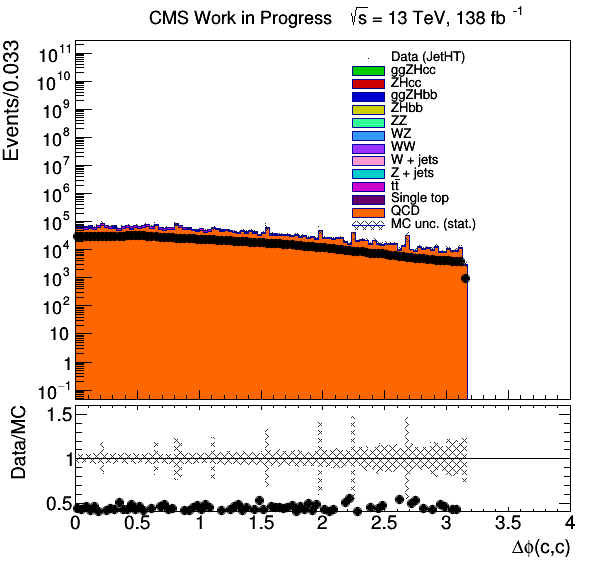 CMS Work in Progress √s = 13 TeV, 138 fb⁻¹
Events/0.033
10¹¹
10¹⁰
10⁹
10⁸
10⁷
10⁶
10⁵
10⁴
10³
10²
10
1
10⁻¹
Data (JetHT)
ggZHcc
ZHcc
ggZHbb
ZHbb
ZZ
WZ
WW
W + jets
Z + jets
tt̄
Single top
QCD
MC unc. (stat.)
Data/MC
1.5
1
0.5
0 0.5 1 1.5 2 2.5 3 3.5 4
Δϕ(c,c)